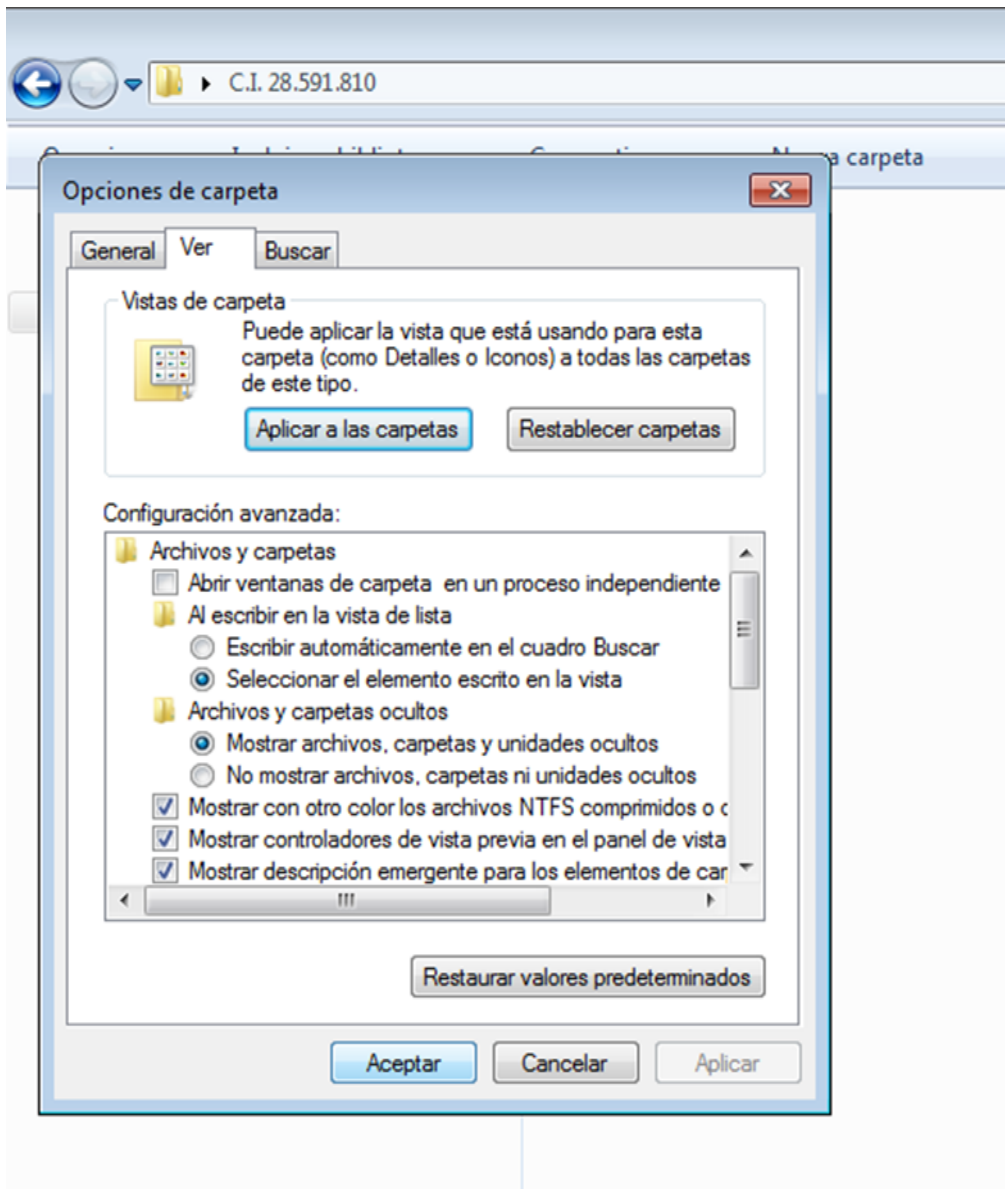 C.I. 28.591.810
carpeta
Opciones de carpeta
General Ver Buscar
Vistas de carpeta
Puede aplicar la vista que está usando para esta
carpeta (como Detalles o Iconos) a todas las carpetas
de este tipo.
Aplicar a las carpetas Restablecer carpetas
Configuración avanzada:
Archivos y carpetas
Abrir ventanas de carpeta en un proceso independiente
Al escribir en la vista de lista
Escribir automáticamente en el cuadro Buscar
Seleccionar el elemento escrito en la vista
Archivos y carpetas ocultos
Mostrar archivos, carpetas y unidades ocultos
No mostrar archivos, carpetas ni unidades ocultos
Mostrar con otro color los archivos NTFS comprimidos o
Mostrar controladores de vista previa en el panel de vista
Mostrar descripción emergente para los elementos de car
Restaurar valores predeterminados
Aceptar Cancelar Aplicar